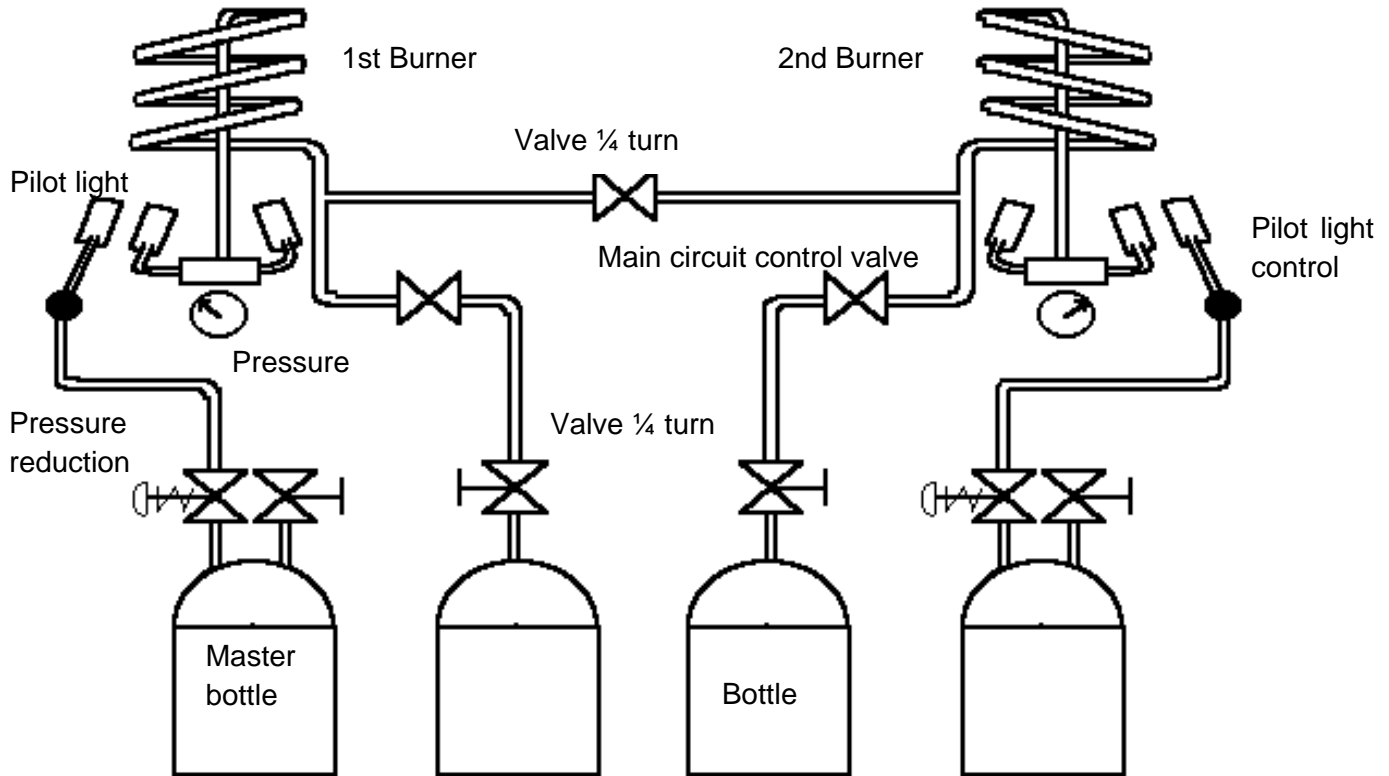 1st Burner
2nd Burner
Valve ¼ turn
Pilot light
Main circuit control valve
Pilot light
control
Pressure
Pressure
reduction
Valve ¼ turn
Master
bottle
Bottle